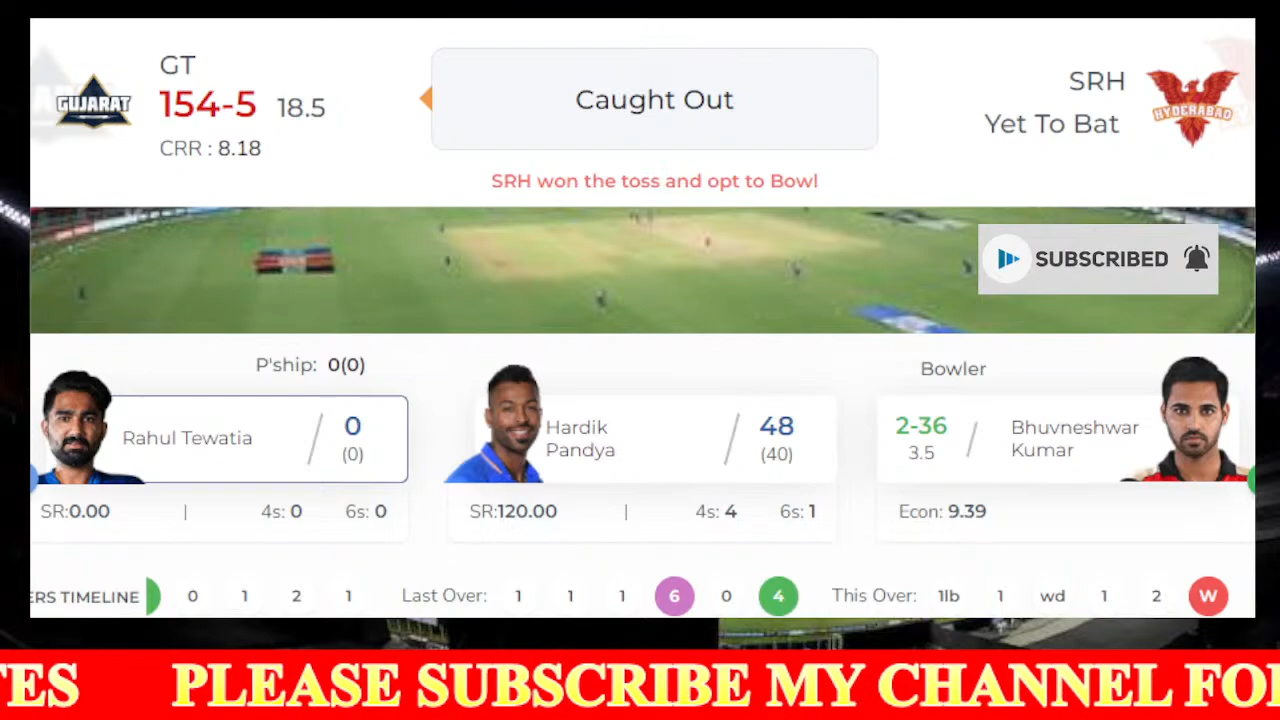 GT
154-5 18.5
CRR : 8.18
GUJARAT
Caught Out
SRH won the toss and opt to Bowl
SRH
Yet To Bat
HYDERABAD
SUBSCRIBED
P'ship: 0(0)
Rahul Tewatia / 0
(0)
SR:0.00 | 4s: 0 6s: 0
Hardik
Pandya / 48
(40)
SR:120.00 | 4s: 4 6s: 1
Bowler
2-36
3.5 / Bhuvneshwar
Kumar
Econ: 9.39
ERS TIMELINE 0 1 2 1 Last Over: 1 1 1 6 0 4 This Over: 1lb 1 wd 1 2 W
TES PLEASE SUBSCRIBE MY CHANNEL FO